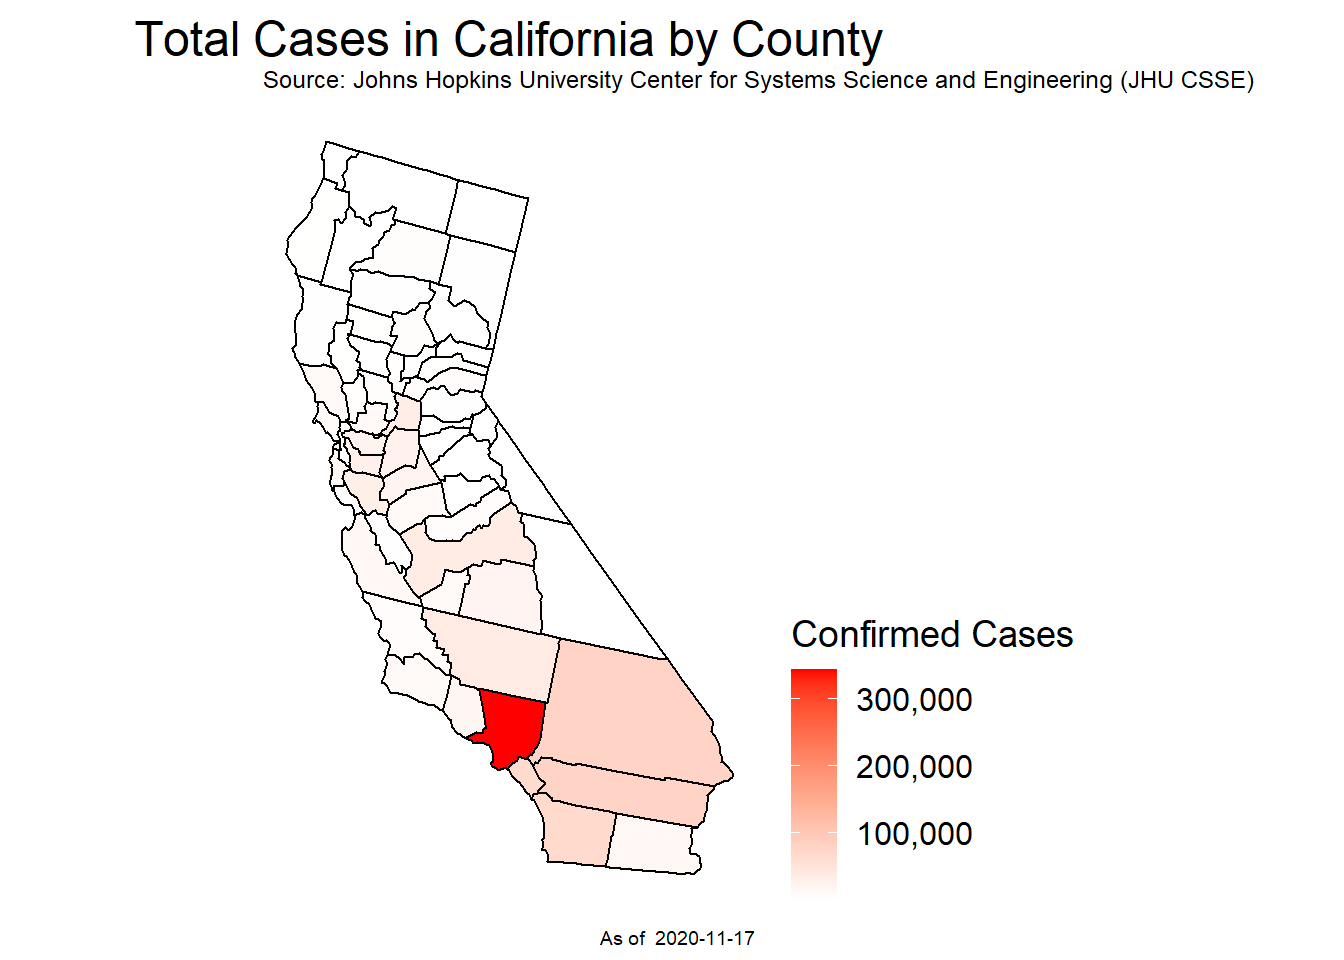 Total Cases in California by County
Source: Johns Hopkins University Center for Systems Science and Engineering (JHU CSSE)
Confirmed Cases
300,000
200,000
100,000
As of  2020-11-17